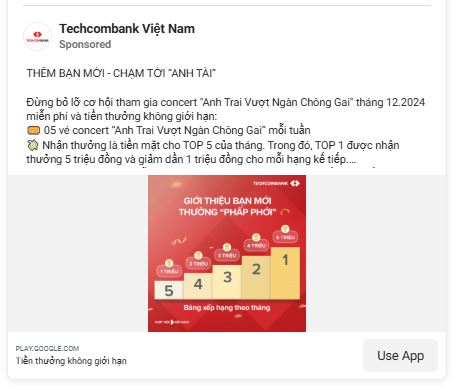 Techcombank Việt Nam
Sponsored
TECHCOMBANK
THÊM BẠN MỚI - CHẠM TỚI "ANH TÀI"
Đừng bỏ lỡ cơ hội tham gia concert "Anh Trai Vượt Ngàn Chông Gai" tháng 12.2024
miễn phí và tiền thưởng không giới hạn:
05 vé concert "Anh Trai Vượt Ngàn Chông Gai" mỗi tuần
Nhận thưởng là tiền mặt cho TOP 5 của tháng. Trong đó, TOP 1 được nhận
thưởng 5 triệu đồng và giảm dần 1 triệu đồng cho mỗi hạng kế tiếp....
TECHCOMBANK
GIỚI THIỆU BẠN MỚI
THƯỞNG "PHẤP PHỚI"
5 TRIỆU
4 TRIỆU
3 TRIỆU
2 TRIỆU
1 TRIỆU
5
4
3
2
1
Bảng xếp hạng theo tháng
PLAY.GOOGLE.COM
Tiền thưởng không giới hạn
Use App